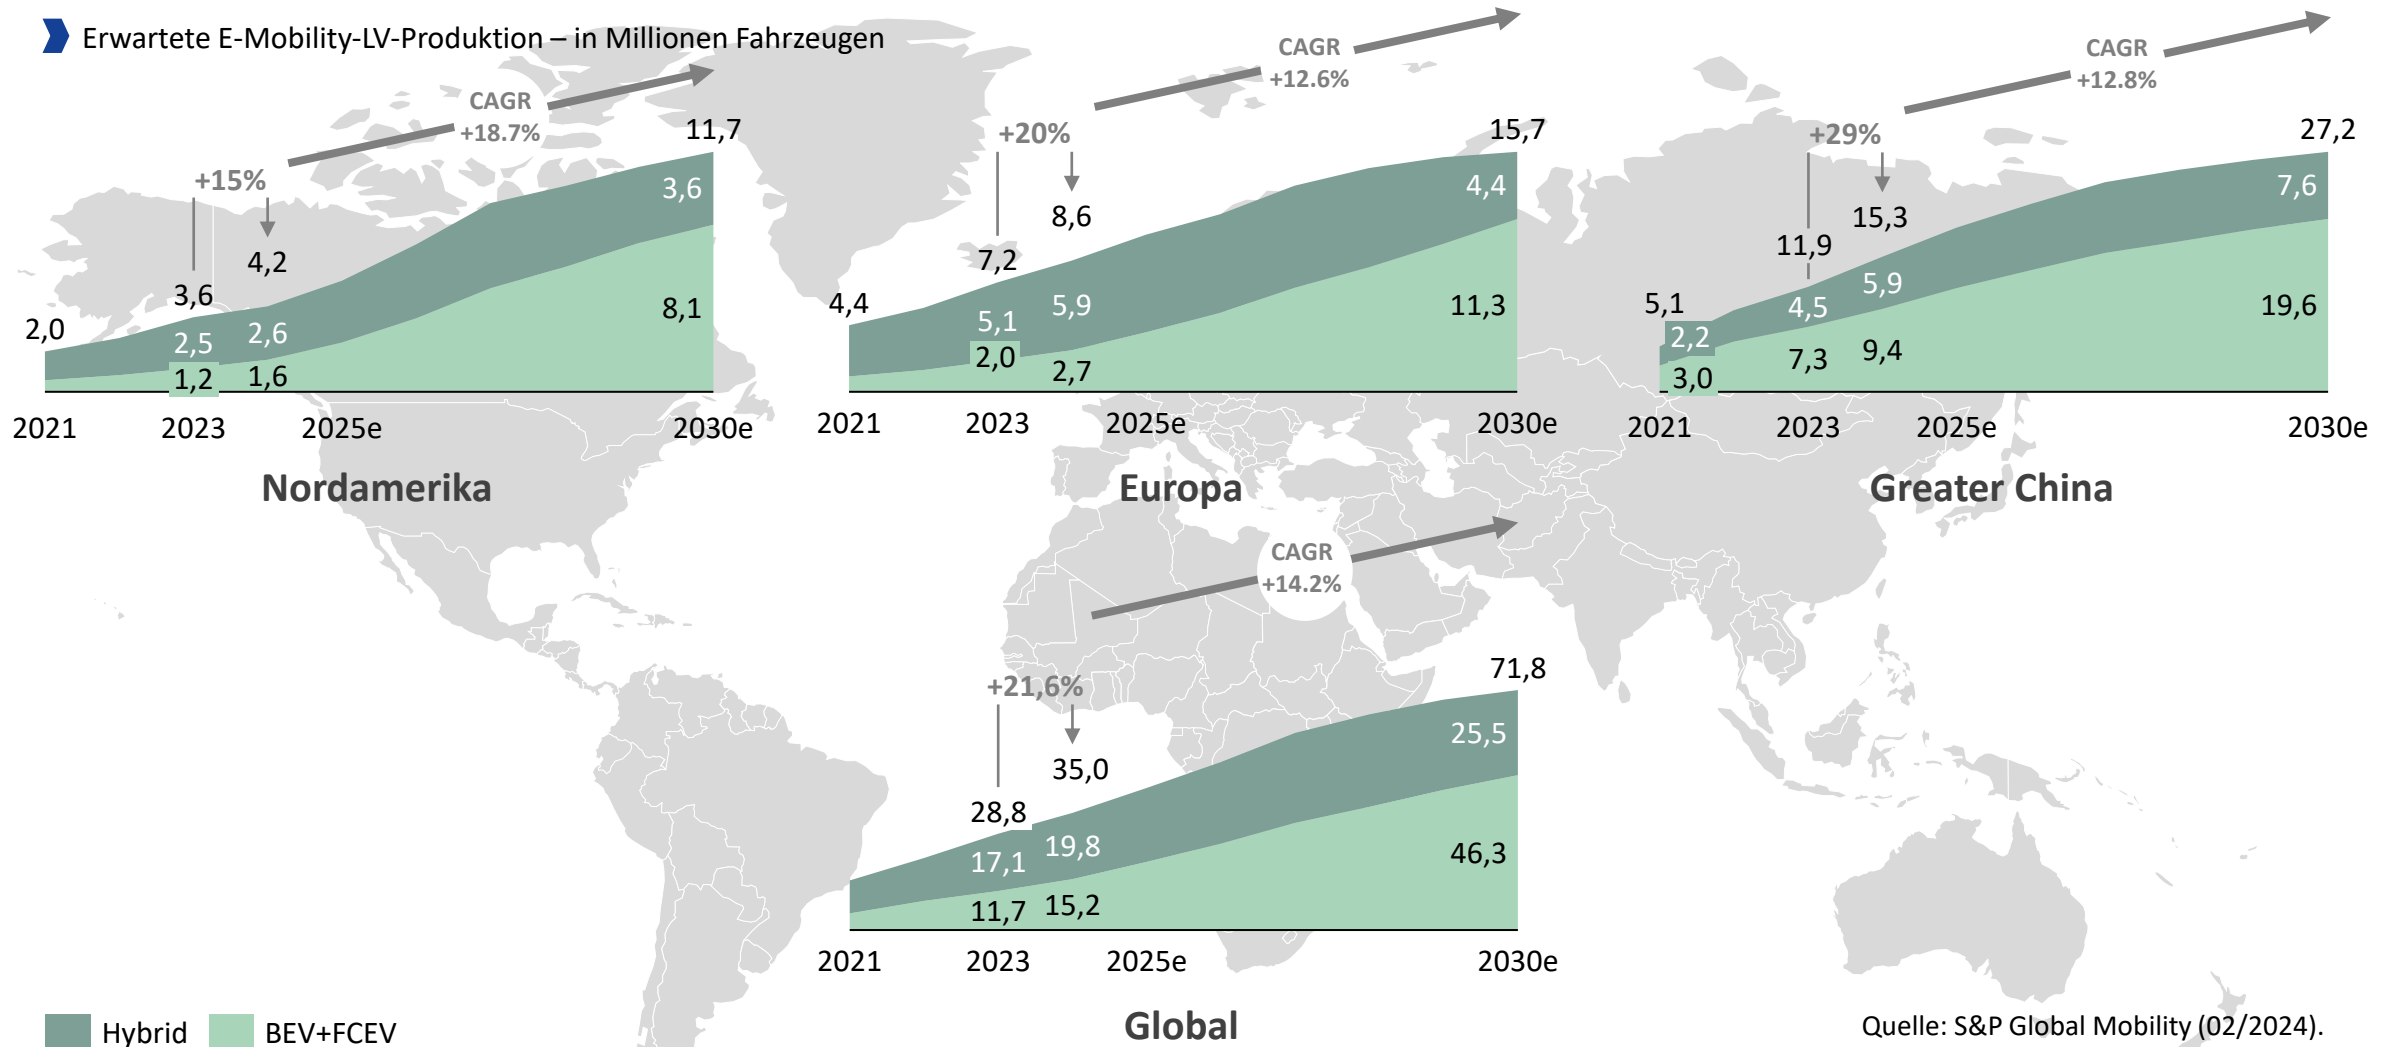 Erwartete E-Mobility-LV-Produktion – in Millionen Fahrzeugen
CAGR
+18.7%
+15%
11,7
3,6
4,2
3,6
2,0
2,5
2,6
8,1
1,2
1,6
2021
2023
2025e
2030e
Nordamerika
CAGR
+12.6%
+20%
15,7
4,4
8,6
7,2
4,4
5,1
5,9
11,3
2,0
2,7
2021
2023
2025e
2030e
Europa
CAGR
+12.8%
+29%
27,2
7,6
15,3
11,9
5,1
5,9
4,5
19,6
2,2
9,4
7,3
3,0
2021
2023
2025e
2030e
Greater China
CAGR
+14.2%
+21,6%
71,8
25,5
35,0
28,8
17,1
19,8
46,3
11,7
15,2
2021
2023
2025e
2030e
Global
Hybrid
BEV+FCEV
Quelle: S&P Global Mobility (02/2024).